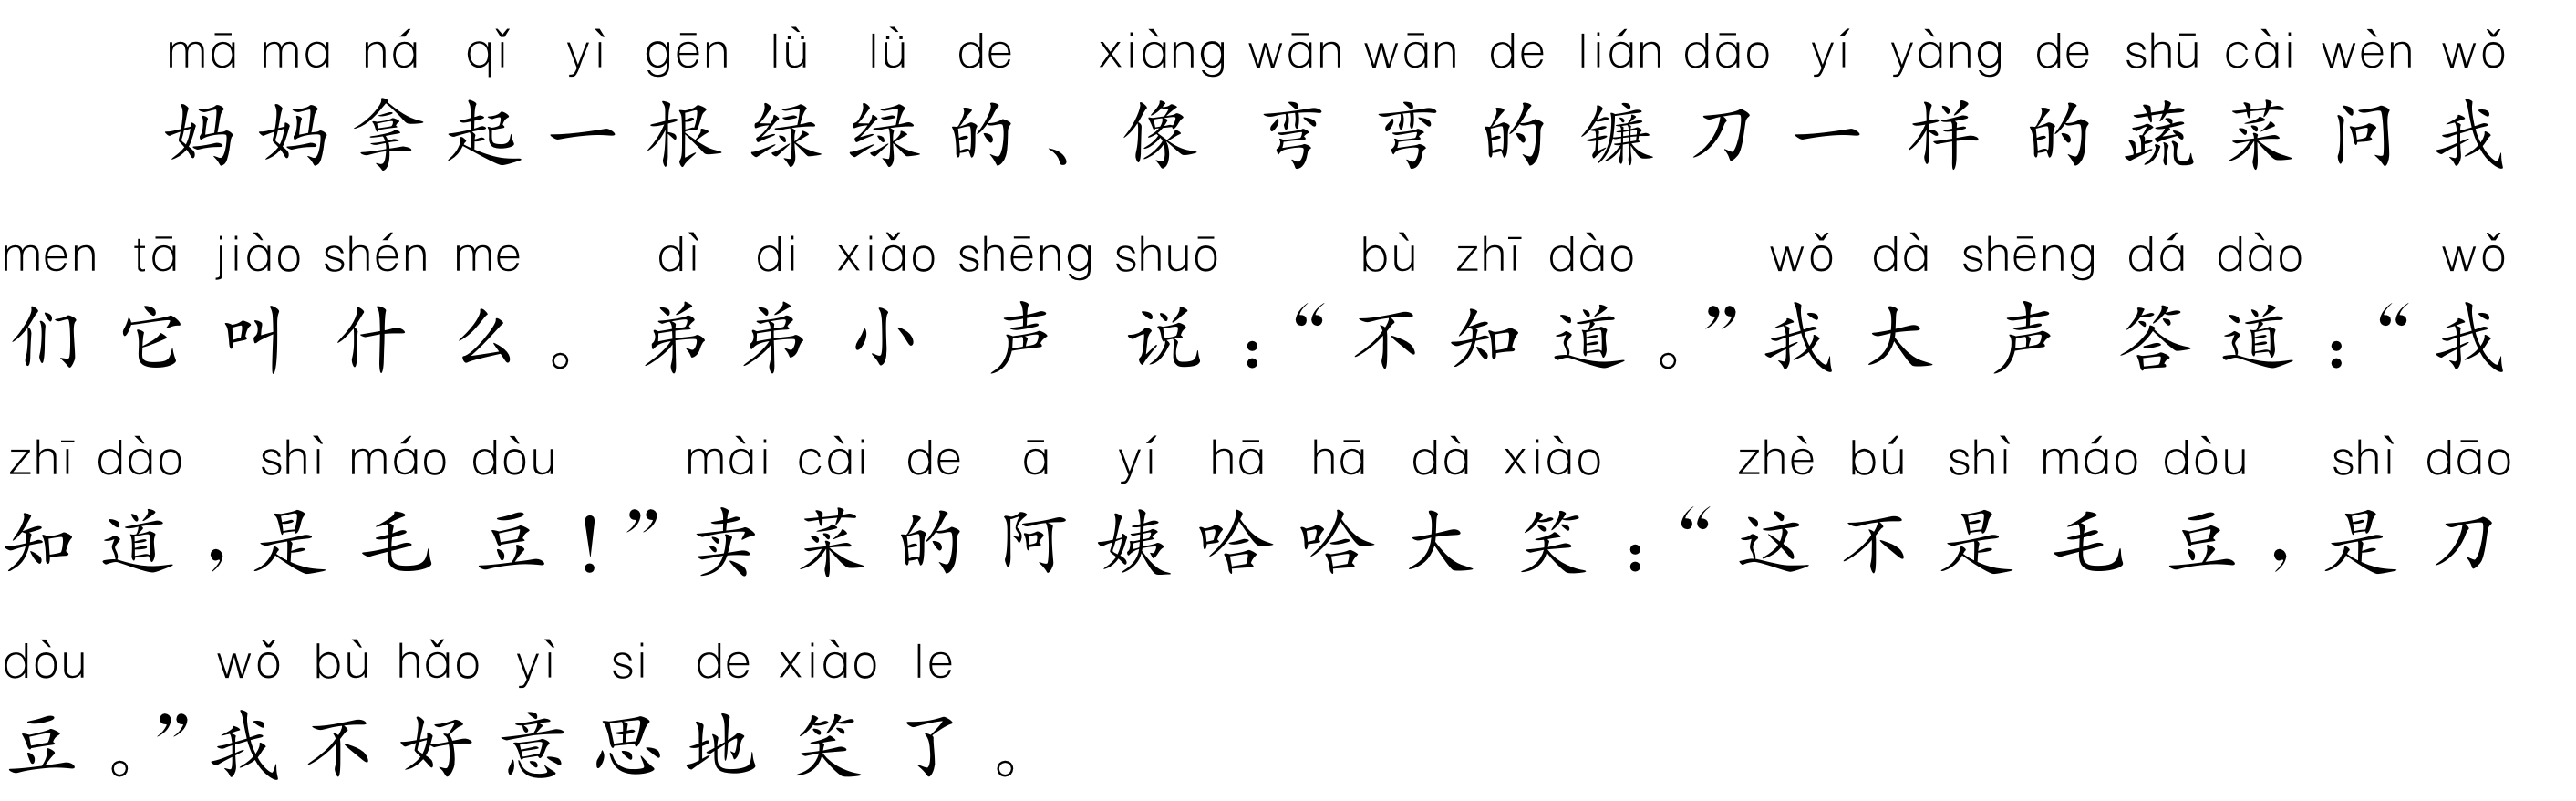 mā ma ná qǐ yì gēn lǜ lǜ de xiàng wān wān de lián dāo yí yàng de shū cài wèn wǒ
妈妈拿起一根绿绿的、像弯弯的镰刀一样的蔬菜问我
men tā jiào shén me dì di xiǎo shēng shuō bù zhī dào wǒ dà shēng dá dào wǒ
们它叫什么。弟弟小声说：“不知道。”我大声答道：“我
zhī dào shì máo dòu mài cài de ā yí hā hā dà xiào zhè bú shì máo dòu shì dāo
知道，是毛豆！”卖菜的阿姨哈哈大笑：“这不是毛豆，是刀
dòu wǒ bù hǎo yì si de xiào le
豆。”我不好意思地笑了。